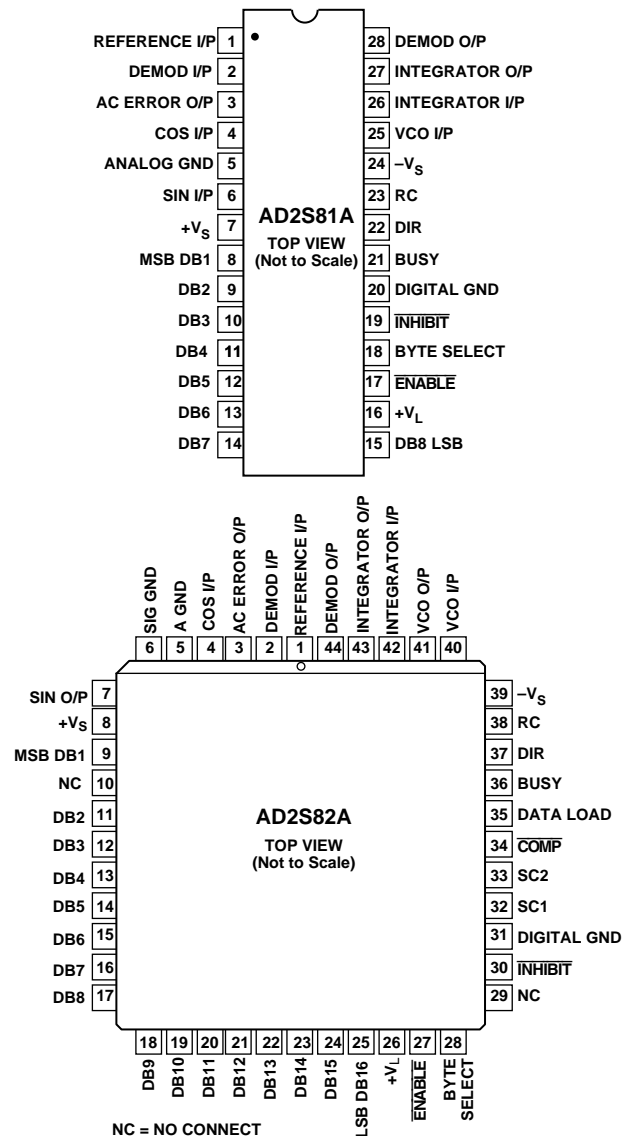 REFERENCE I/P 1 28 DEMOD O/P
DEMOD I/P 2 27 INTEGRATOR O/P
AC ERROR O/P 3 26 INTEGRATOR I/P
COS I/P 4 25 VCO I/P
ANALOG GND 5 24 –VS
SIN I/P 6 23 RC
AD2S81A
+VS 7 22 DIR
TOP VIEW
(Not to Scale)
MSB DB1 8 21 BUSY
DB2 9 20 DIGITAL GND
DB3 10 19 INHIBIT
DB4 11 18 BYTE SELECT
DB5 12 17 ENABLE
DB6 13 16 +VL
DB7 14 15 DB8 LSB
SIG GND
A GND
COS I/P
AC ERROR O/P
DEMOD I/P
REFERENCE I/P
DEMOD O/P
INTEGRATOR O/P
INTEGRATOR I/P
VCO O/P
VCO I/P
6 5 4 3 2 1 44 43 42 41 40
SIN O/P 7 39 –VS
+VS 8 38 RC
MSB DB1 9 37 DIR
NC 10 36 BUSY
DB2 11 35 DATA LOAD
AD2S82A
DB3 12 34 COMP
TOP VIEW
(Not to Scale)
DB4 13 33 SC2
DB5 14 32 SC1
DB6 15 31 DIGITAL GND
DB7 16 30 INHIBIT
DB8 17 29 NC
18 19 20 21 22 23 24 25 26 27 28
DB9
DB10
DB11
DB12
DB13
DB14
DB15
LSB DB16
+VL
ENABLE
BYTE
SELECT
NC = NO CONNECT